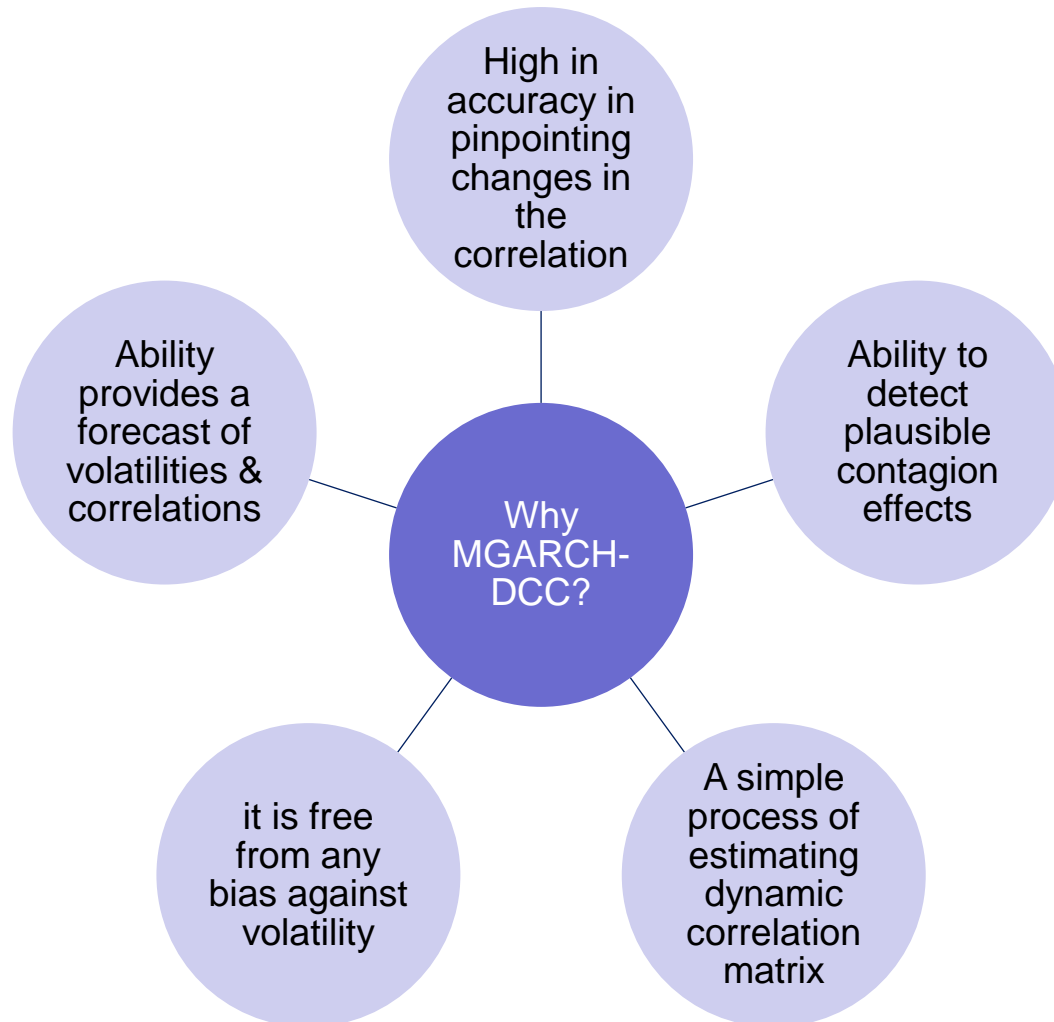 High in
accuracy in
pinpointing
changes in
the
correlation
Ability
provides a
forecast of
volatilities &
correlations
Ability to
detect
plausible
contagion
effects
Why
MGARCH-
DCC?
it is free
from any
bias against
volatility
A simple
process of
estimating
dynamic
correlation
matrix